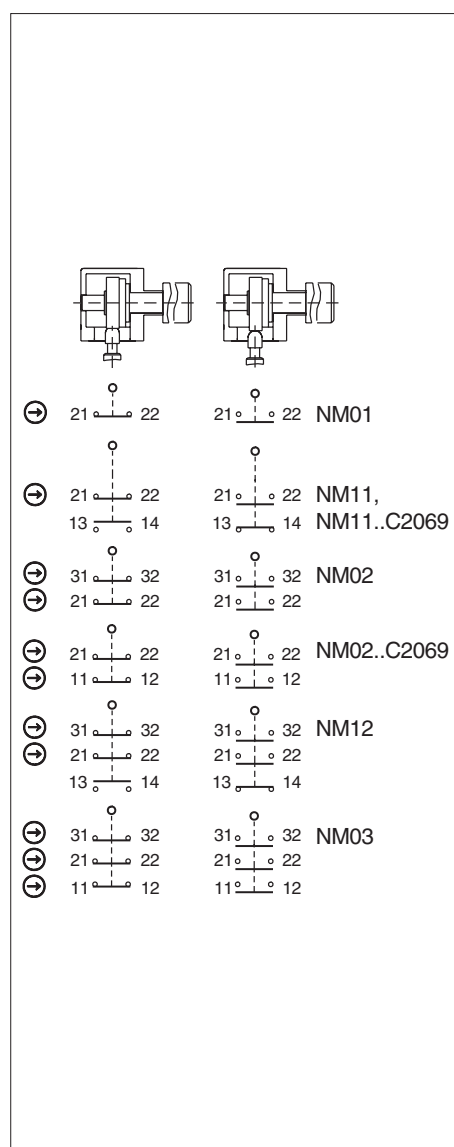 21 22 21 22 NM01
21 22 21 22 NM11,
13 14 13 14 NM11..C2069
31 32 31 32 NM02
21 22 21 22
21 22 21 22 NM02..C2069
11 12 11 12
31 32 31 32 NM12
21 22 21 22
13 14 13 14
31 32 31 32 NM03
21 22 21 22
11 12 11 12